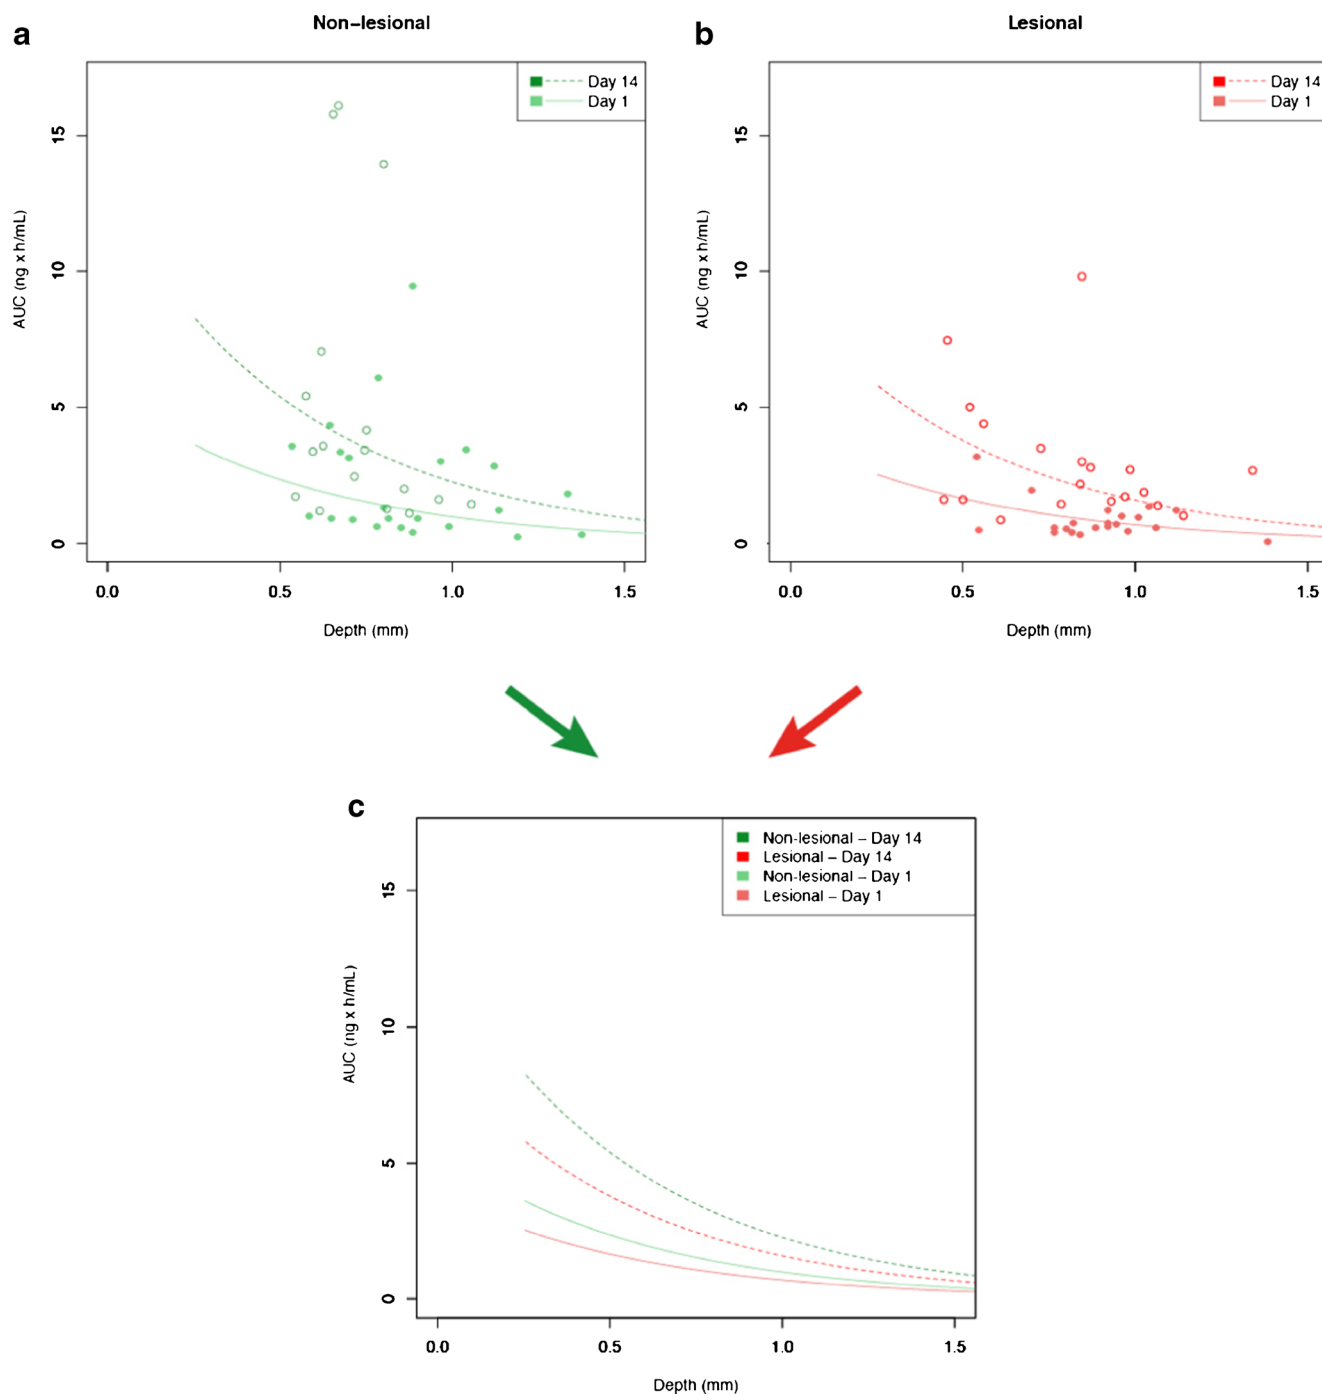 a
Non-lesional
Day 14
Day 1
15
10
5
0
AUC (ng x h/mL)
0.0 0.5 1.0 1.5
Depth (mm)
b
Lesional
Day 14
Day 1
15
10
5
0
AUC (ng x h/mL)
0.0 0.5 1.0 1.5
Depth (mm)
c
Non-lesional – Day 14
Lesional – Day 14
Non-lesional – Day 1
Lesional – Day 1
15
10
5
0
AUC (ng x h/mL)
0.0 0.5 1.0 1.5
Depth (mm)